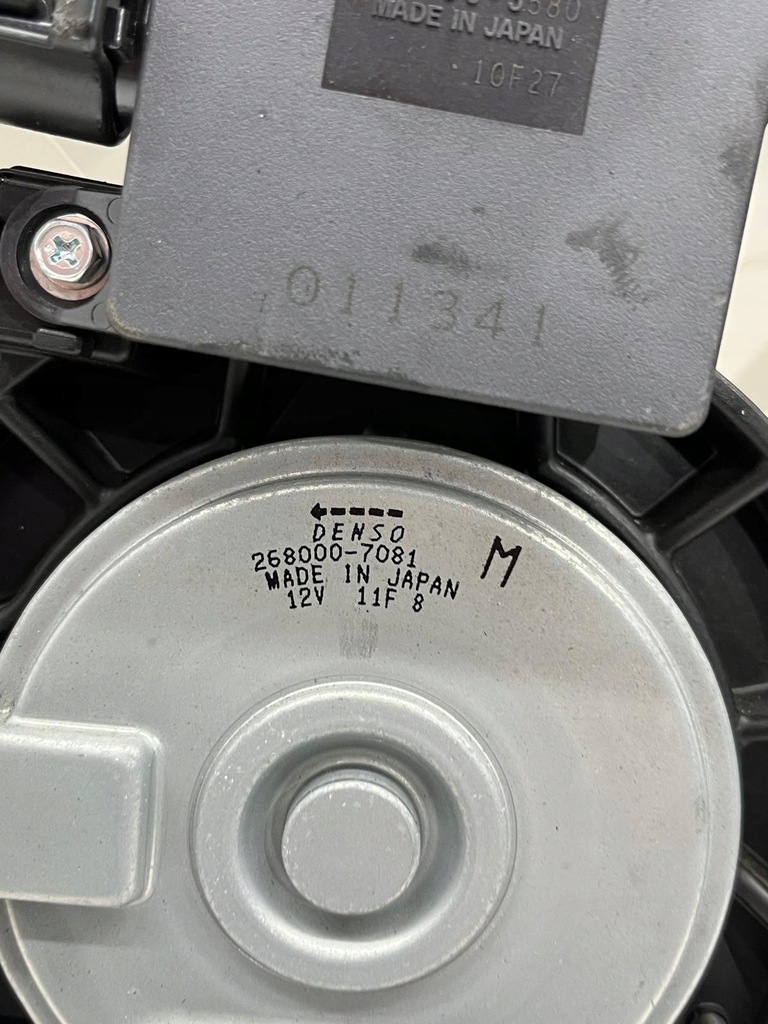 MADE IN JAPAN
10F27
011341
DENSO
268000-7081
M
MADE IN JAPAN
12V 11F 8